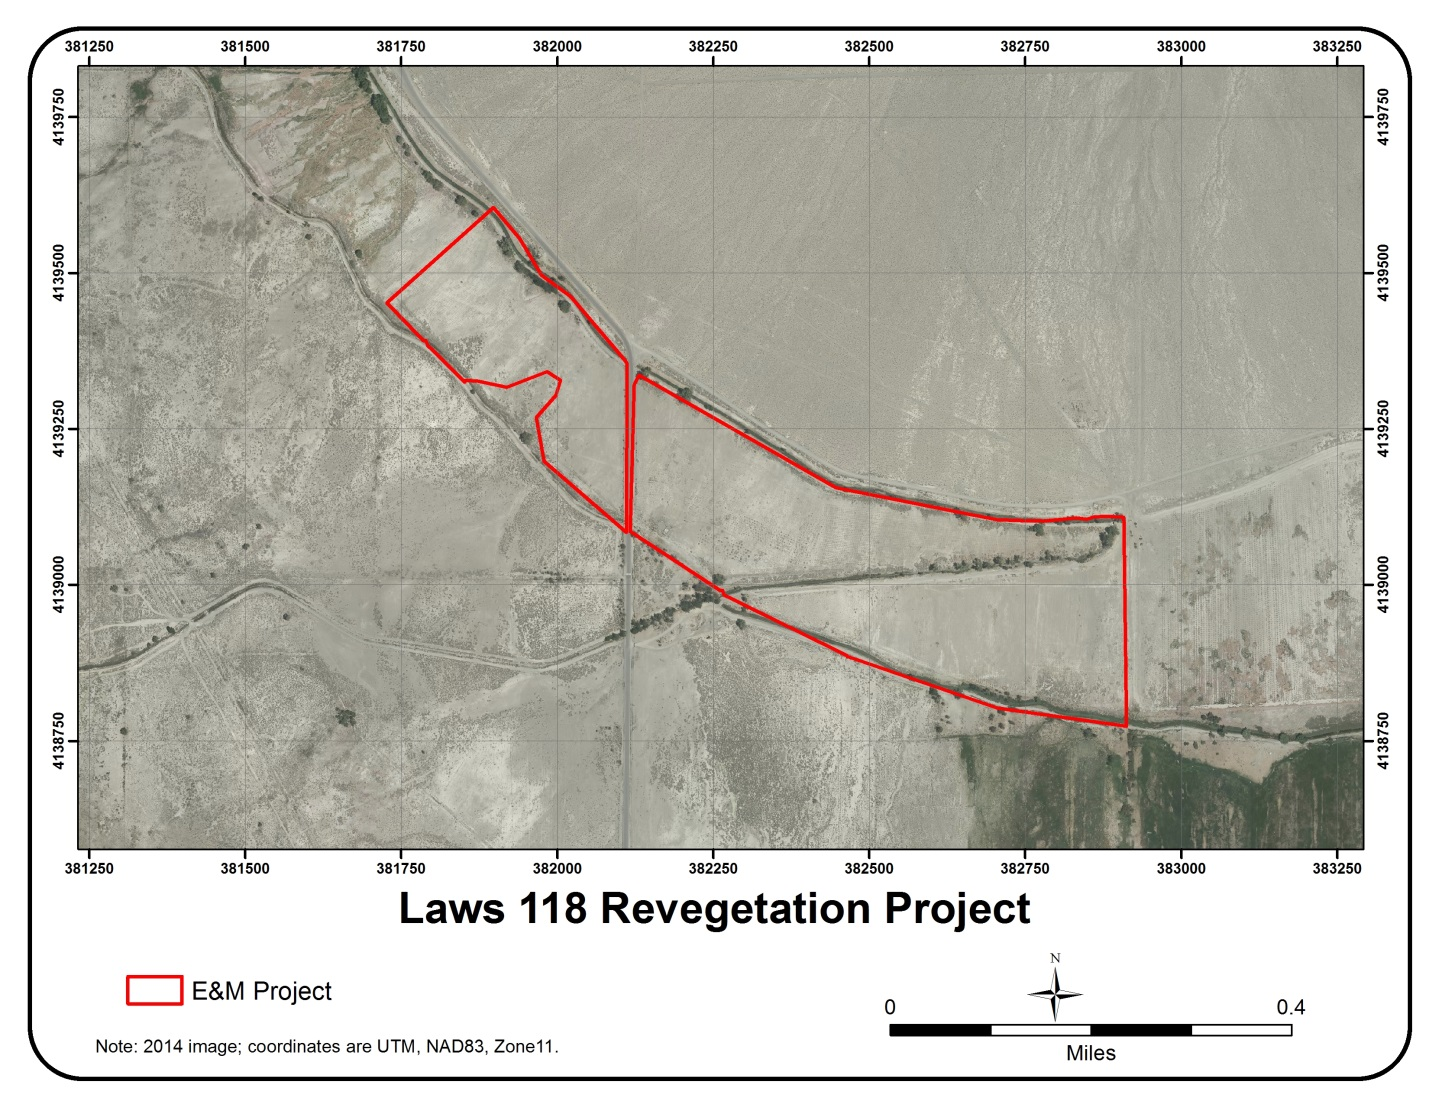 381250 381500 381750 382000 382250 382500 382750 383000 383250
4139750 4139750
4139500 4139500
4139250 4139250
4139000 4139000
4138750 4138750
381250 381500 381750 382000 382250 382500 382750 383000 383250
Laws 118 Revegetation Project
E&M Project
N
0 0.4
Miles
Note: 2014 image; coordinates are UTM, NAD83, Zone11.